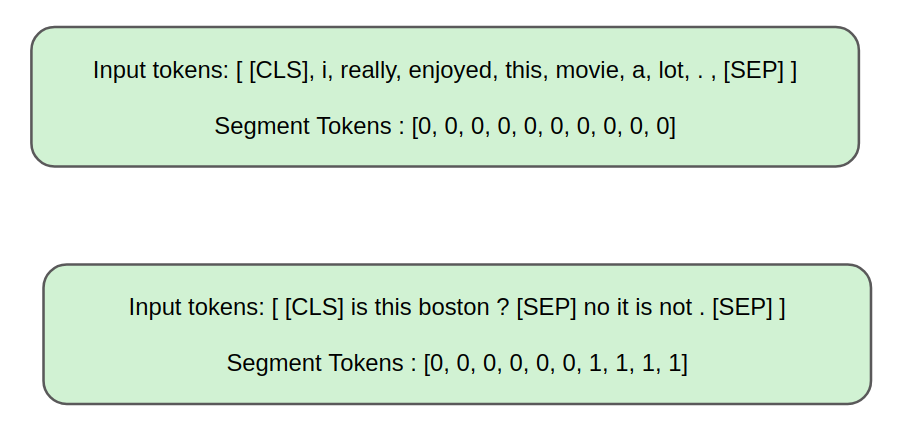 Input tokens: [ [CLS], i, really, enjoyed, this, movie, a, lot, . , [SEP] ]
Segment Tokens : [0, 0, 0, 0, 0, 0, 0, 0, 0, 0]
Input tokens: [ [CLS] is this boston ? [SEP] no it is not . [SEP] ]
Segment Tokens : [0, 0, 0, 0, 0, 0, 1, 1, 1, 1]